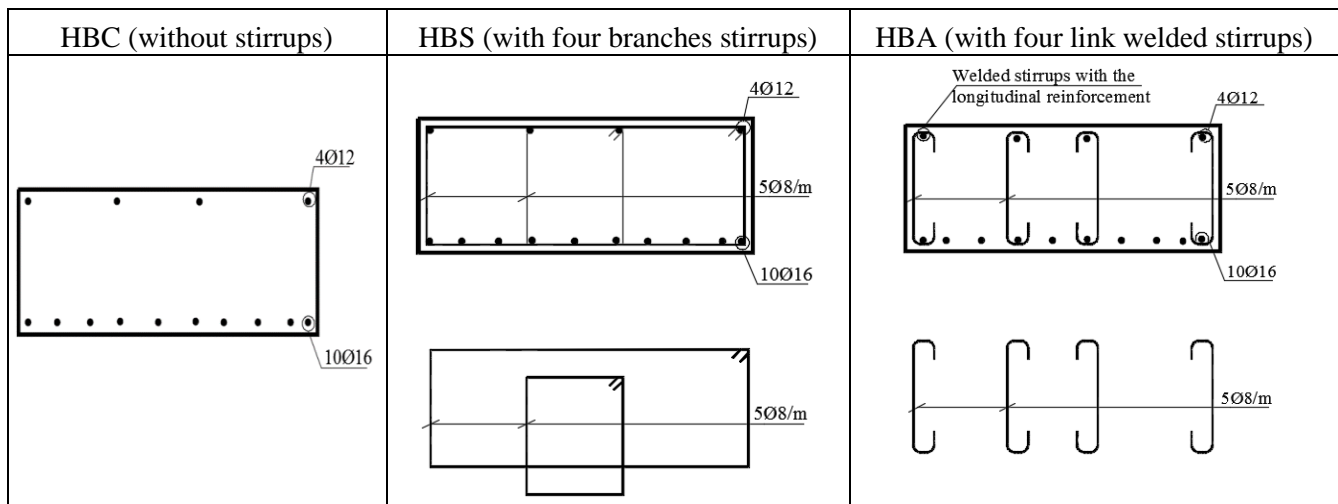 HBC (without stirrups)
HBS (with four branches stirrups)
HBA (with four link welded stirrups)
4Ø12
10Ø16
4Ø12
5Ø8/m
10Ø16
5Ø8/m
Welded stirrups with the
longitudinal reinforcement
4Ø12
5Ø8/m
10Ø16
5Ø8/m